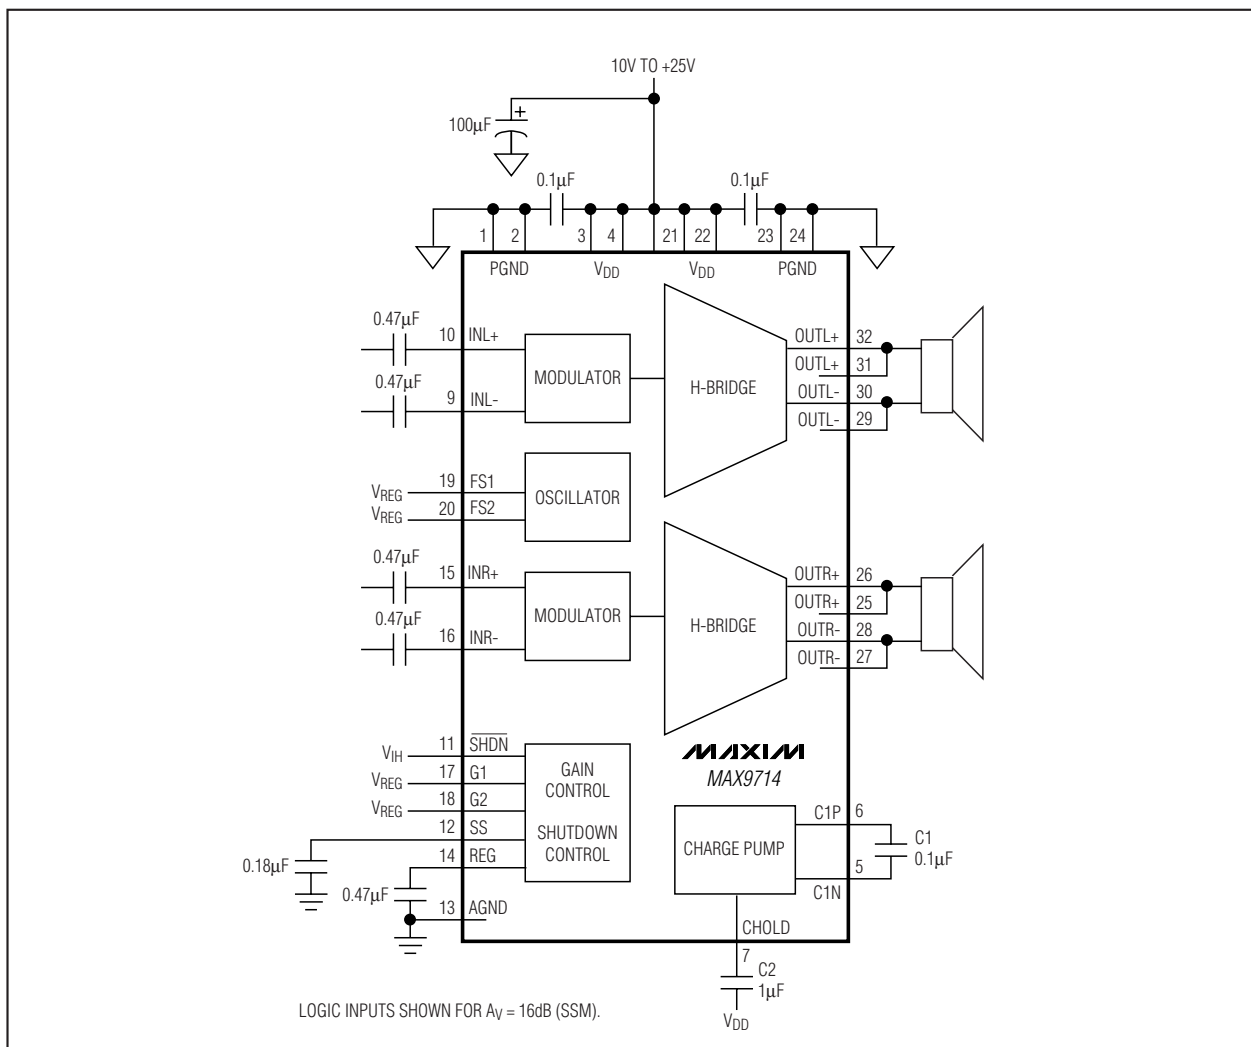 10V TO +25V
+
100µF
0.1µF
0.1µF
1
2
3
4
21
22
23
24
PGND
VDD
VDD
PGND
0.47µF
10
INL+
MODULATOR
H-BRIDGE
OUTL+
32
OUTL+
31
0.47µF
9
INL-
OUTL-
30
OUTL-
29
VREG
19
FS1
OSCILLATOR
VREG
20
FS2
0.47µF
15
INR+
MODULATOR
H-BRIDGE
OUTR+
26
OUTR+
25
0.47µF
16
INR-
OUTR-
28
OUTR-
27
VIH
11
SHDN
GAIN
CONTROL
VREG
17
G1
VREG
18
G2
12
SS
SHUTDOWN
CONTROL
0.18µF
14
REG
0.47µF
13
AGND
MAXIM
MAX9714
CHARGE PUMP
C1P
6
C1
0.1µF
5
C1N
CHOLD
7
C2
1µF
VDD
LOGIC INPUTS SHOWN FOR AV = 16dB (SSM).